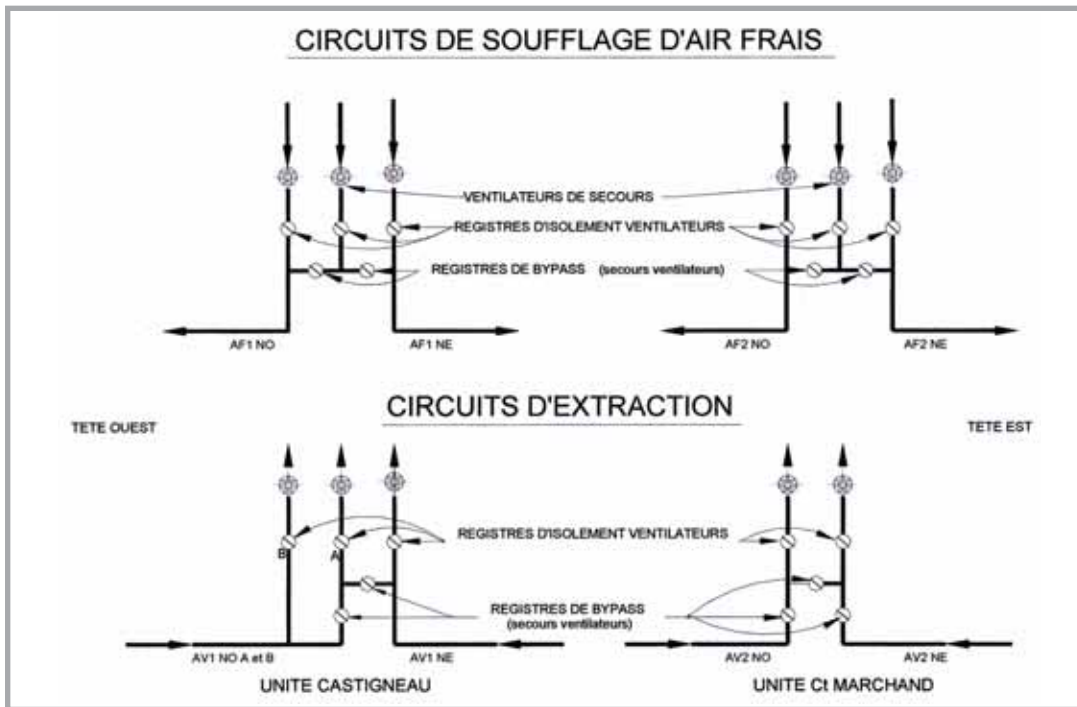 CIRCUITS DE SOUFFLAGE D'AIR FRAIS
VENTILATEURS DE SECOURS
REGISTRES D'ISOLEMENT VENTILATEURS
REGISTRES DE BYPASS (secours ventilateurs)
AF1 NO
AF1 NE
AF2 NO
AF2 NE
CIRCUITS D'EXTRACTION
TETE OUEST
TETE EST
REGISTRES D'ISOLEMENT VENTILATEURS
B
A
REGISTRES DE BYPASS
(secours ventilateurs)
AV1 NO A et B
AV1 NE
AV2 NO
AV2 NE
UNITE CASTIGNEAU
UNITE Ct MARCHAND